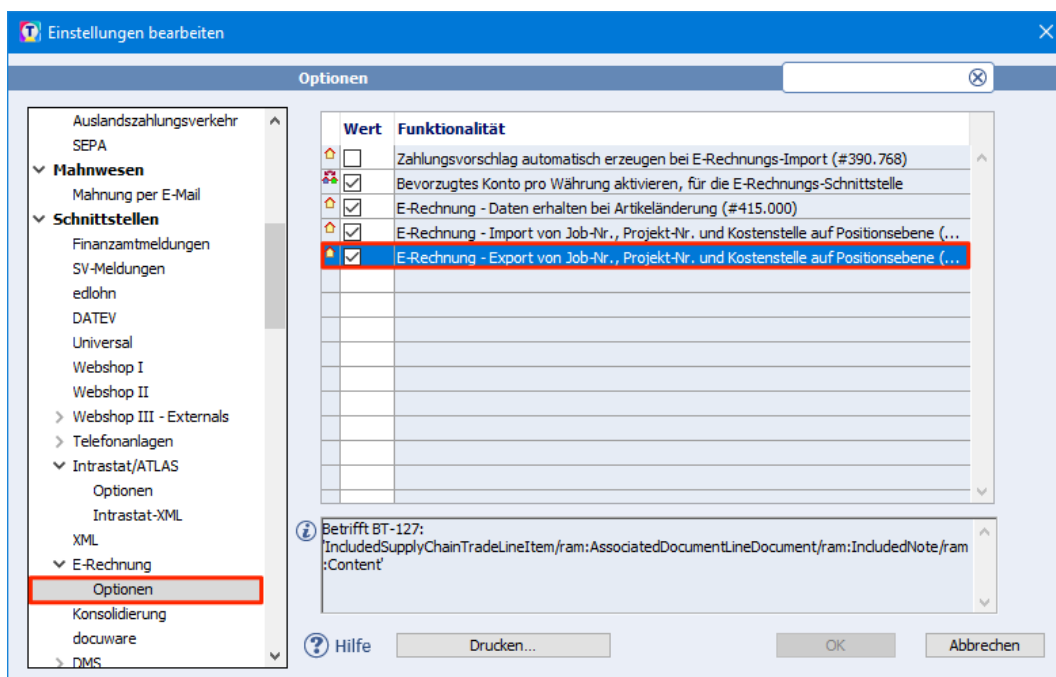 Einstellungen bearbeiten
Optionen
Auslandszahlungsverkehr
SEPA
Mahnwesen
Mahnung per E-Mail
Schnittstellen
Finanzamtmeldungen
SV-Meldungen
edlohn
DATEV
Universal
Webshop I
Webshop II
Webshop III - Externals
Telefonanlagen
Intrastat/ATLAS
Optionen
Intrastat-XML
XML
E-Rechnung
Optionen
Konsolidierung
docuware
DMS
Wert Funktionalität
Zahlungsvorschlag automatisch erzeugen bei E-Rechnungs-Import (#390.768)
Bevorzugtes Konto pro Währung aktivieren, für die E-Rechnungs-Schnittstelle
E-Rechnung - Daten erhalten bei Artikeländerung (#415.000)
E-Rechnung - Import von Job-Nr., Projekt-Nr. und Kostenstelle auf Positionsebene (...
E-Rechnung - Export von Job-Nr., Projekt-Nr. und Kostenstelle auf Positionsebene (...
Betrifft BT-127:
'IncludedSupplyChainTradeLineItem/ram:AssociatedDocumentLineDocument/ram:IncludedNote/ram
:Content'
Hilfe
Drucken...
OK
Abbrechen